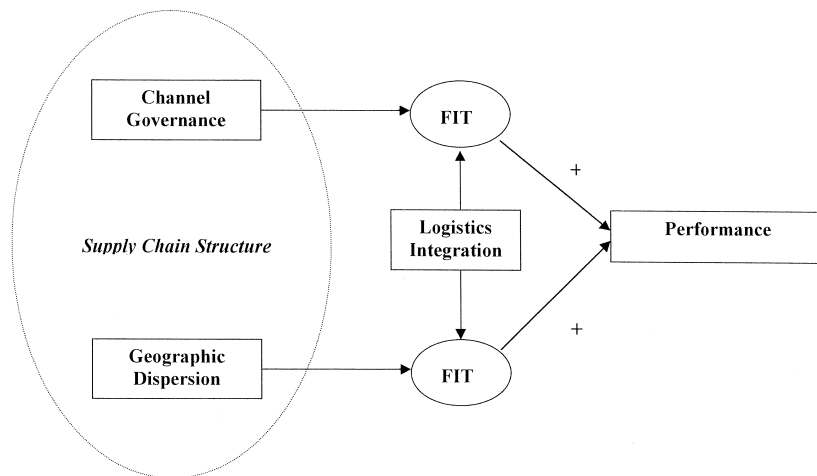 Channel
Governance
FIT
+
Logistics
Integration
Performance
Supply Chain Structure
+
Geographic
Dispersion
FIT